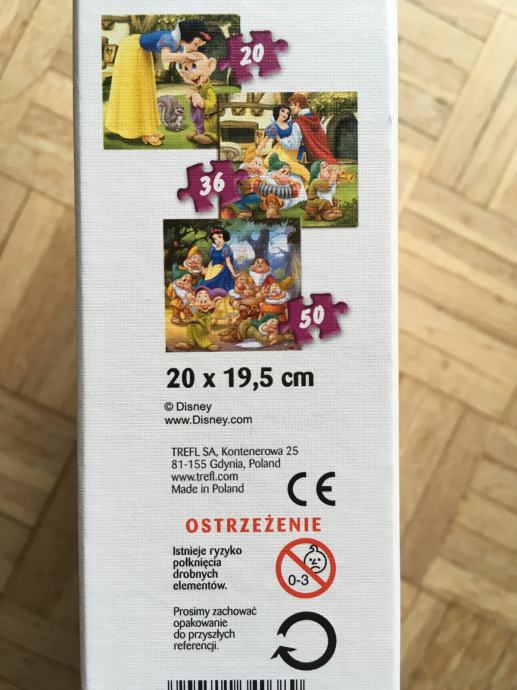 20
36
50
20 x 19,5 cm
© Disney
www.Disney.com
TREFL SA, Kontenerowa 25
81-155 Gdynia, Poland
www.trefl.com
Made in Poland
CE
OSTRZEŻENIE
Istnieje ryzyko
połknięcia
drobnych
elementów.
0-3
Prosimy zachować
opakowanie
do przyszłych
referencji.